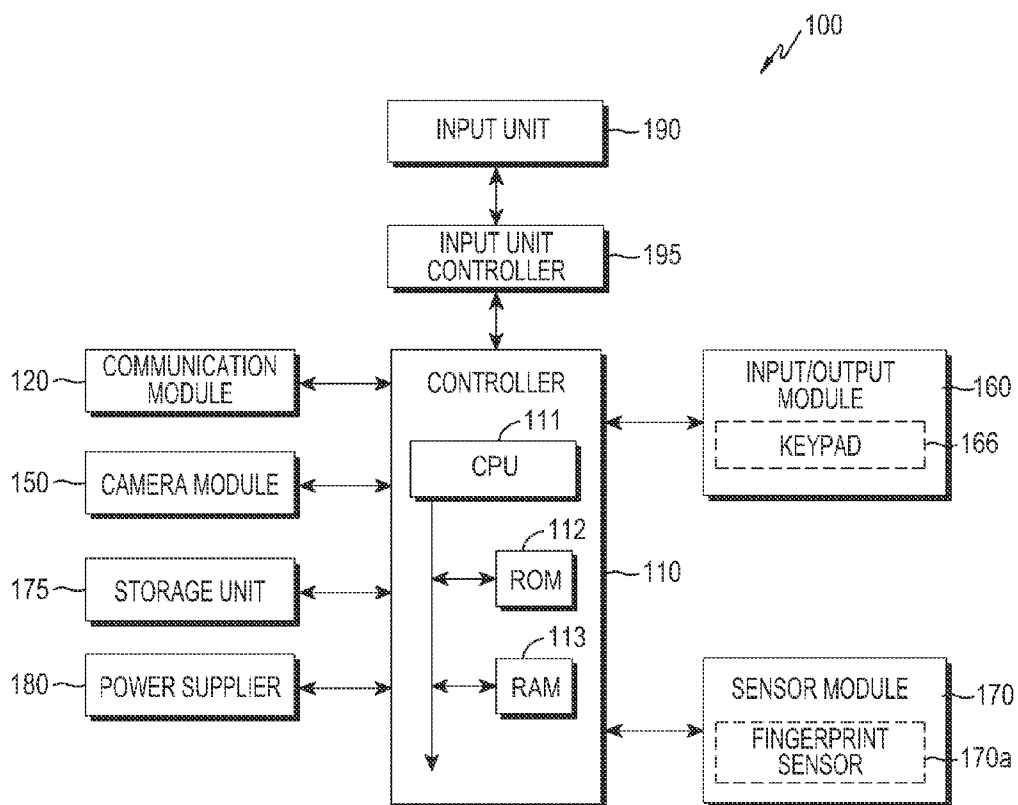 100
INPUT UNIT
190
INPUT UNIT
CONTROLLER
195
120
COMMUNICATION
MODULE
150
CAMERA MODULE
175
STORAGE UNIT
180
POWER SUPPLIER
CONTROLLER
111
CPU
112
ROM
113
RAM
110
INPUT/OUTPUT
MODULE
160
KEYPAD
166
SENSOR MODULE
170
FINGERPRINT
SENSOR
170a